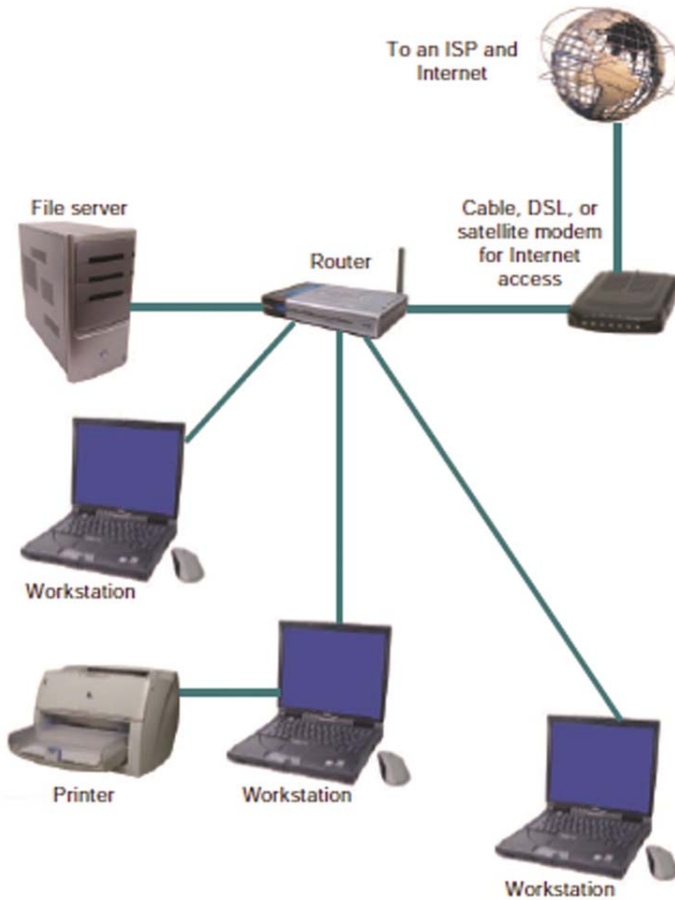 To an ISP and
Internet
File server
Cable, DSL, or
satellite modem
for Internet
access
Router
Workstation
Printer
Workstation
Workstation